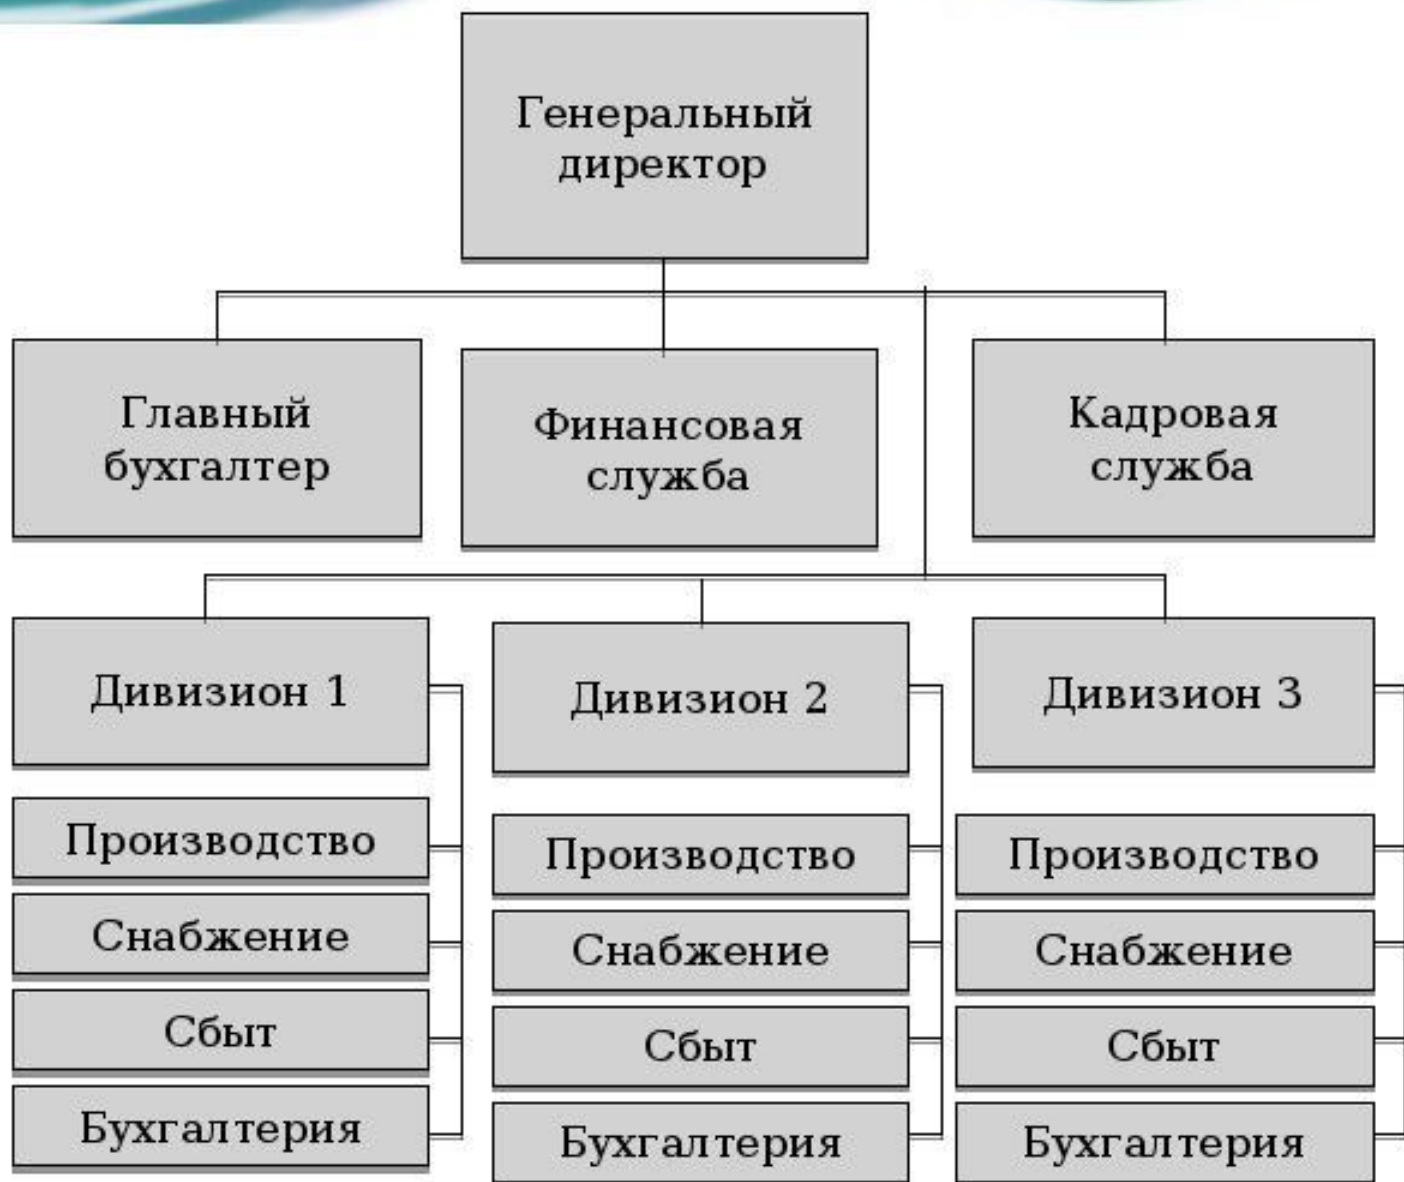 Генеральный
директор
Главный
бухгалтер
Финансовая
служба
Кадровая
служба
Дивизион 1
Дивизион 2
Дивизион 3
Производство
Снабжение
Сбыт
Бухгалтерия
Производство
Снабжение
Сбыт
Бухгалтерия
Производство
Снабжение
Сбыт
Бухгалтерия